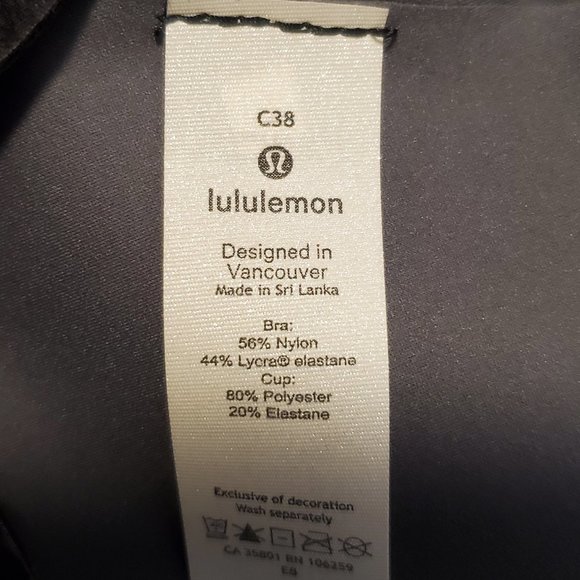 C38
lululemon
Designed in
Vancouver
Made in Sri Lanka
Bra:
56% Nylon
44% Lycra® elastane
Cup:
80% Polyester
20% Elastane
Exclusive of decoration
Wash separately
CA 35801 RN 106259